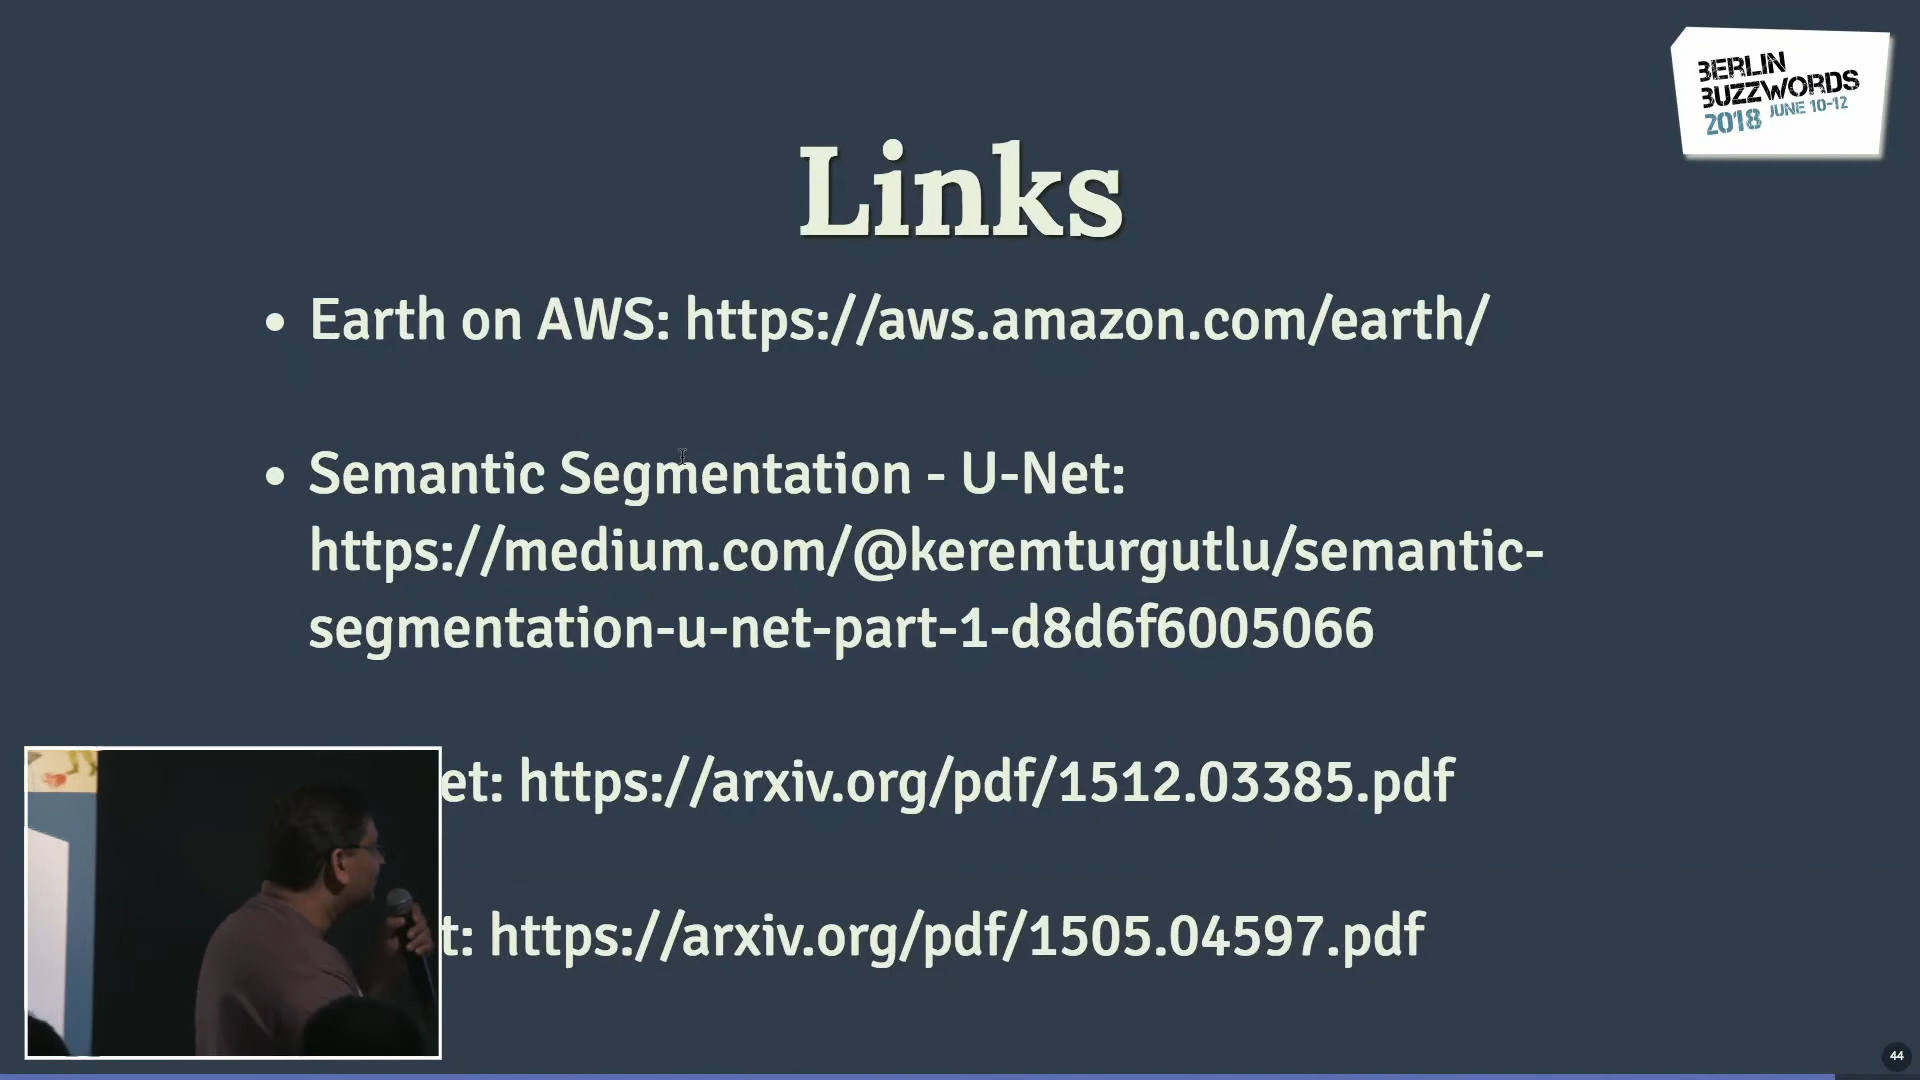 BERLIN
BUZZWORDS
2018 JUNE 10-12
Links
• Earth on AWS: https://aws.amazon.com/earth/
• Semantic Segmentation - U-Net:
https://medium.com/@keremturgutlu/semantic-
segmentation-u-net-part-1-d8d6f6005066
et: https://arxiv.org/pdf/1512.03385.pdf
t: https://arxiv.org/pdf/1505.04597.pdf
44